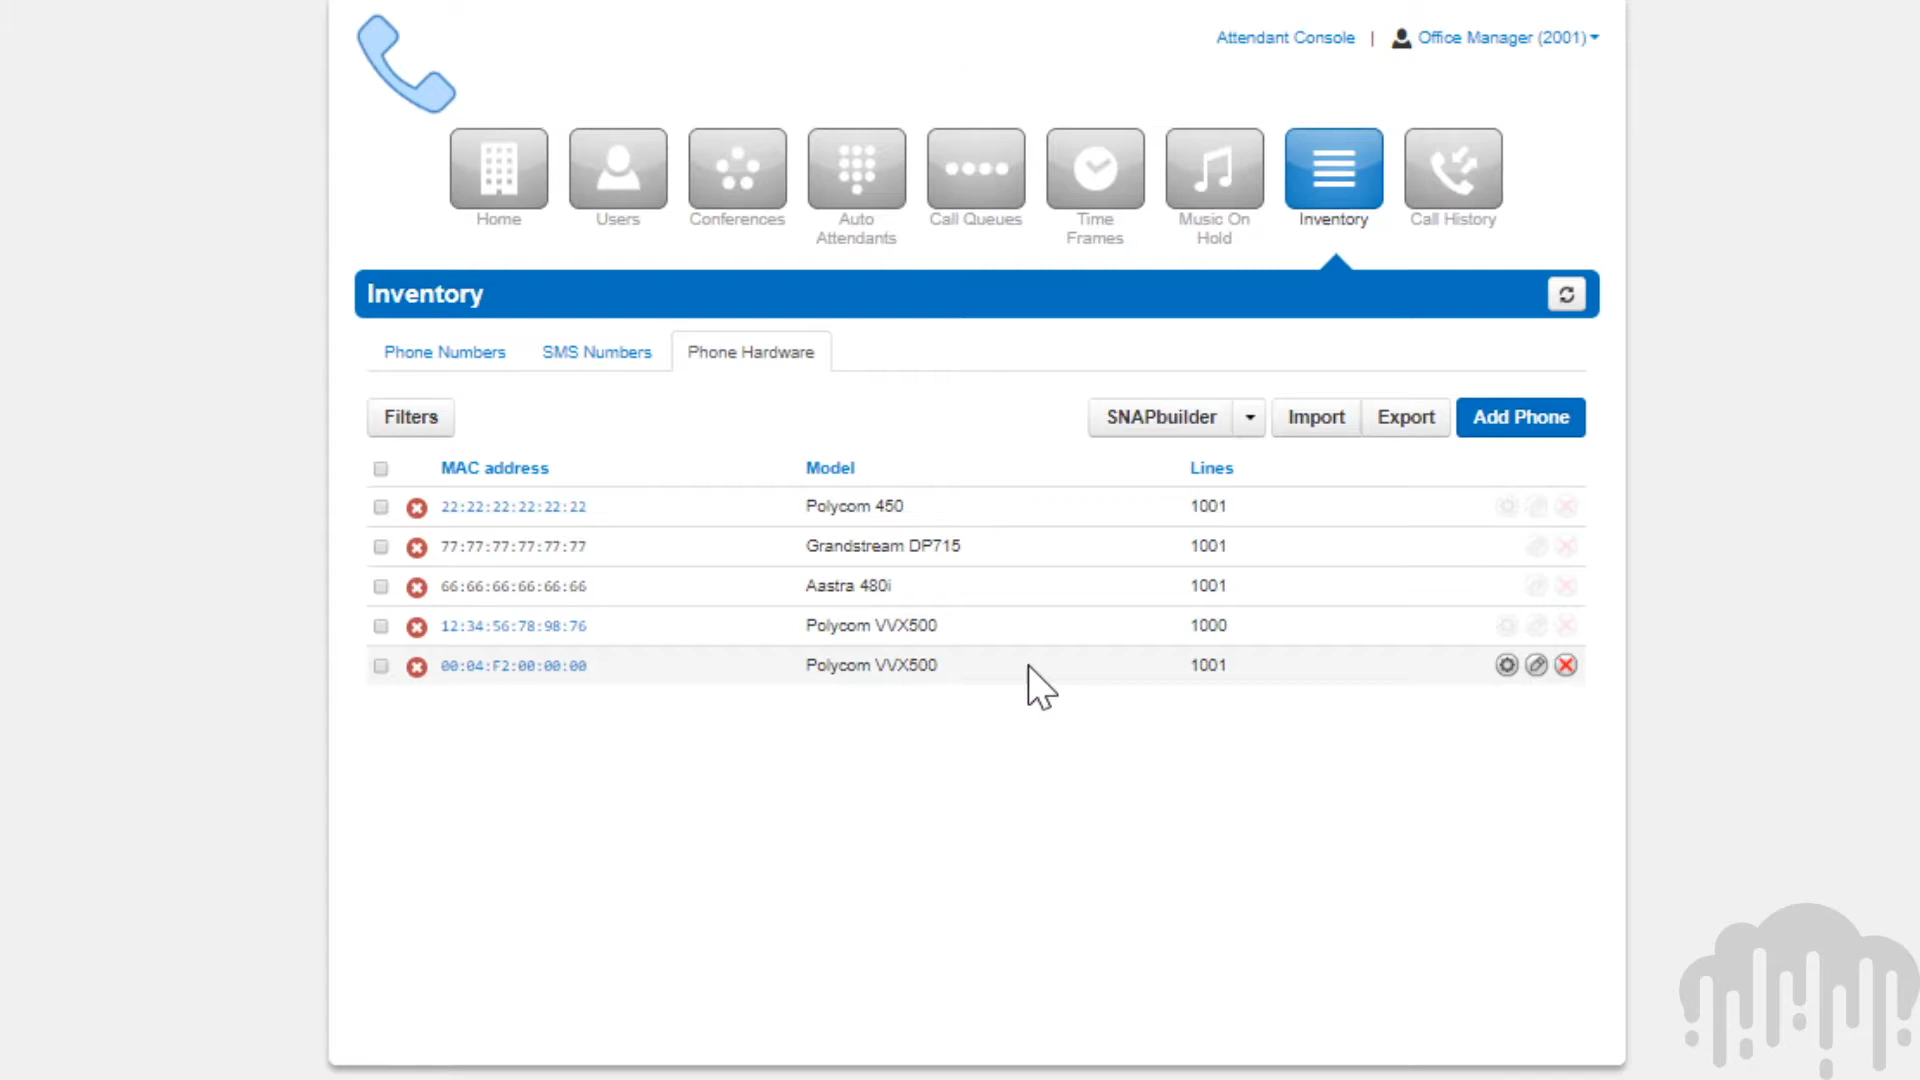 Attendant Console | Office Manager (2001)
Home
Users
Conferences
Auto
Attendants
Call Queues
Time
Frames
Music On
Hold
Inventory
Call History
Inventory
Phone Numbers SMS Numbers Phone Hardware
Filters SNAPbuilder Import Export Add Phone
MAC address Model Lines
22:22:22:22:22:22 Polycom 450 1001
77:77:77:77:77:77 Grandstream DP715 1001
66:66:66:66:66:66 Aastra 480i 1001
12:34:56:78:98:76 Polycom VVX500 1000
00:04:F2:00:00:00 Polycom VVX500 1001